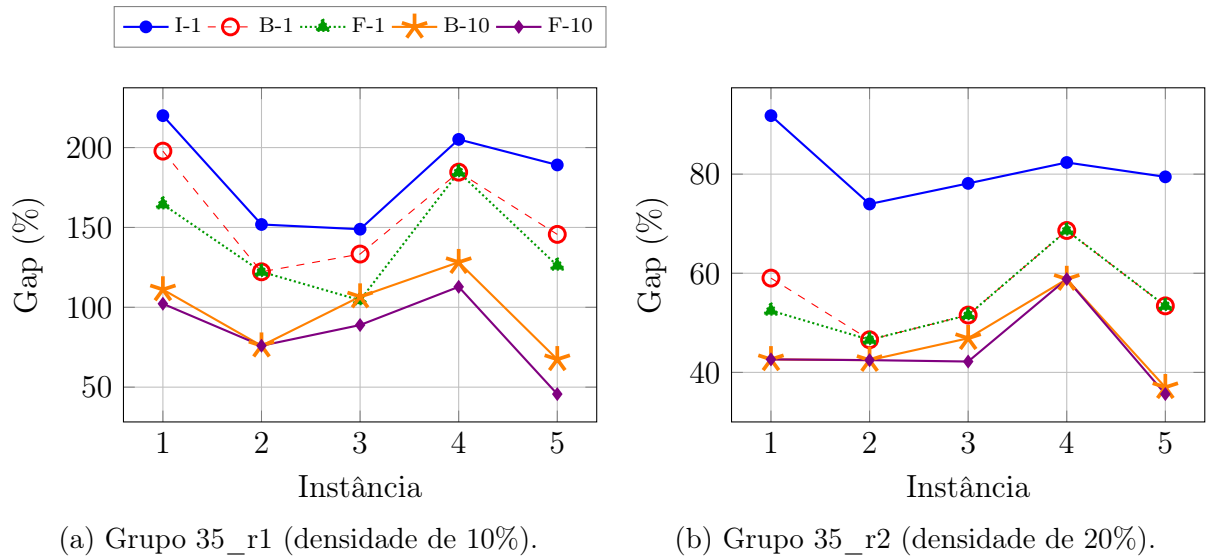 I-1 B-1 F-1 B-10 F-10
200
150
100
50
Gap (%)
1 2 3 4 5
Instância
(a) Grupo 35_r1 (densidade de 10%).
80
60
40
Gap (%)
1 2 3 4 5
Instância
(b) Grupo 35_r2 (densidade de 20%).